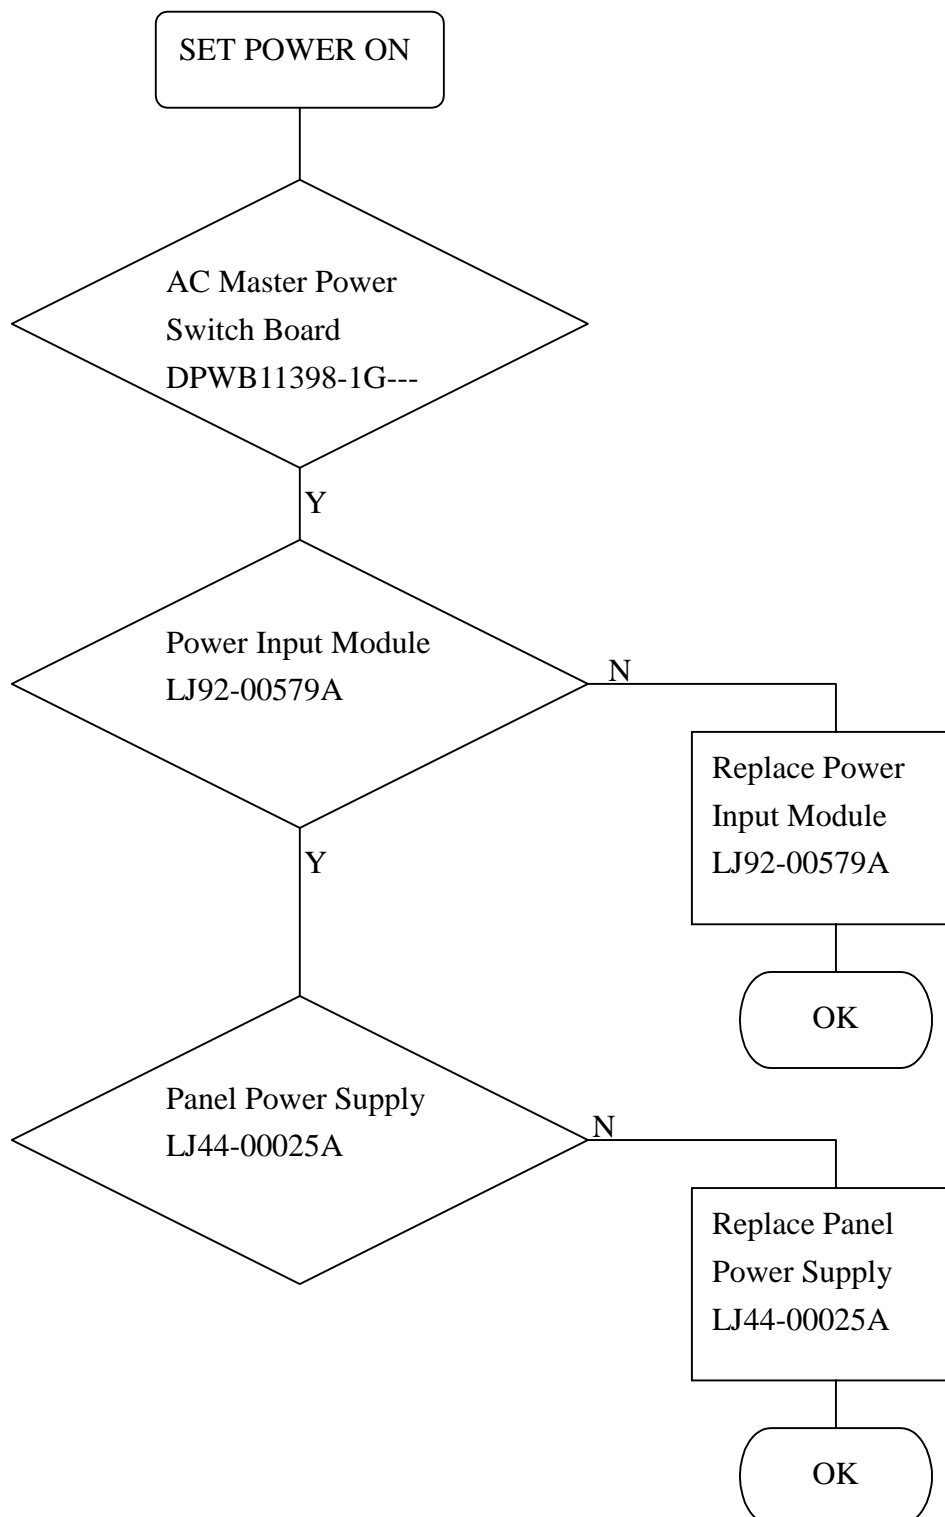 SET POWER ON
AC Master Power
Switch Board
DPWB11398-1G---
Y
Power Input Module
LJ92-00579A
N
Replace Power
Input Module
LJ92-00579A
Y
OK
Panel Power Supply
LJ44-00025A
N
Replace Panel
Power Supply
LJ44-00025A
OK